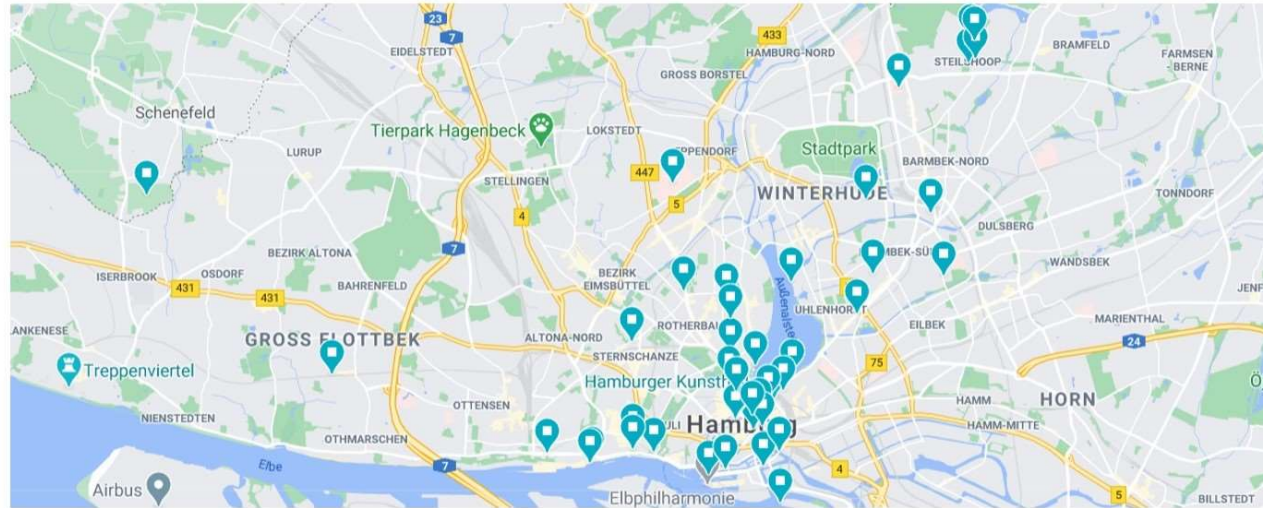 23
7
433
EIDELSTEDT
HAMBURG-NORD
BRAMFELD
FARMSEN
- BERNE
GROSS BORSTEL
STEILSHOOP
Schenefeld
Tierpark Hagenbeck
LOKSTEDT
EPPENDORF
Stadtpark
LURUP
BARMBEK-NORD
447
STELLINGEN
WINTERHUDE
TONNDORF
5
4
DULSBERG
7
BEZIRK ALTONA
WANDSBEK
ISERBROOK
OSDORF
BEZIRK
EIMSBÜTTEL
431
431
BAHRENFELD
Außenalster
JENF
UHLENHORST
MARIENTHAL
ROTHERBAU
EILBEK
LANKENESE
GROSS FLOTTBEK
ALTONA-NORD
24
STERNSCHANZE
75
Treppenviertel
Hamburger Kunsth
Ö
HORN
HAMM
OTTENSEN
NIENSTEDTEN
ULI
Hamburg
HAMM-MITTE
OTHMARSCHEN
Elbe
7
4
Airbus
Elbphilharmonie
5
BILLSTEDT